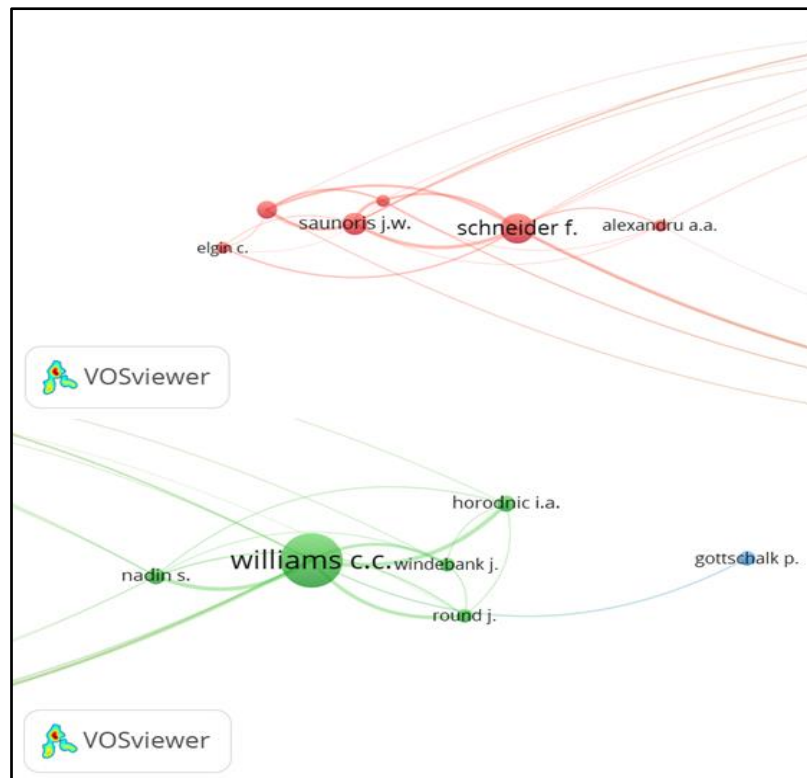 saunoris j.w.
schneider f.
alexandru a.a.
elgin c.
VOSviewer
horodnic i.a.
williams c.c.
windebank j.
gottschalk p.
nadin s.
round j.
VOSviewer